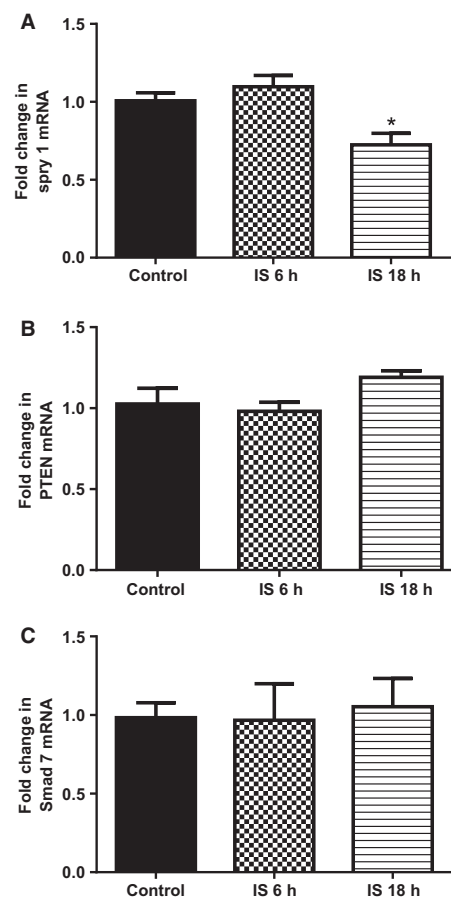 A
Fold change in
spry 1 mRNA
1.5
1.0
0.5
0.0
*
Control IS 6 h IS 18 h
B
Fold change in
PTEN mRNA
1.5
1.0
0.5
0.0
Control IS 6 h IS 18 h
C
Fold change in
Smad 7 mRNA
1.5
1.0
0.5
0.0
Control IS 6 h IS 18 h